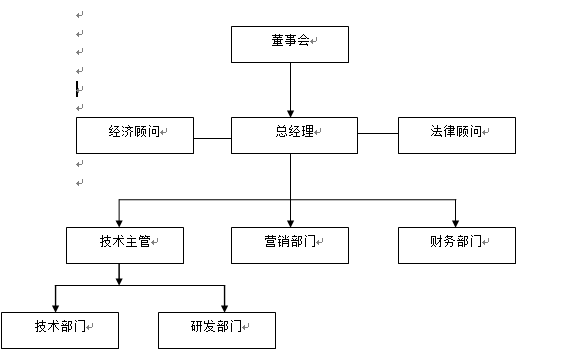 董事会
经济顾问
总经理
法律顾问
技术主管
营销部门
财务部门
技术部门
研发部门